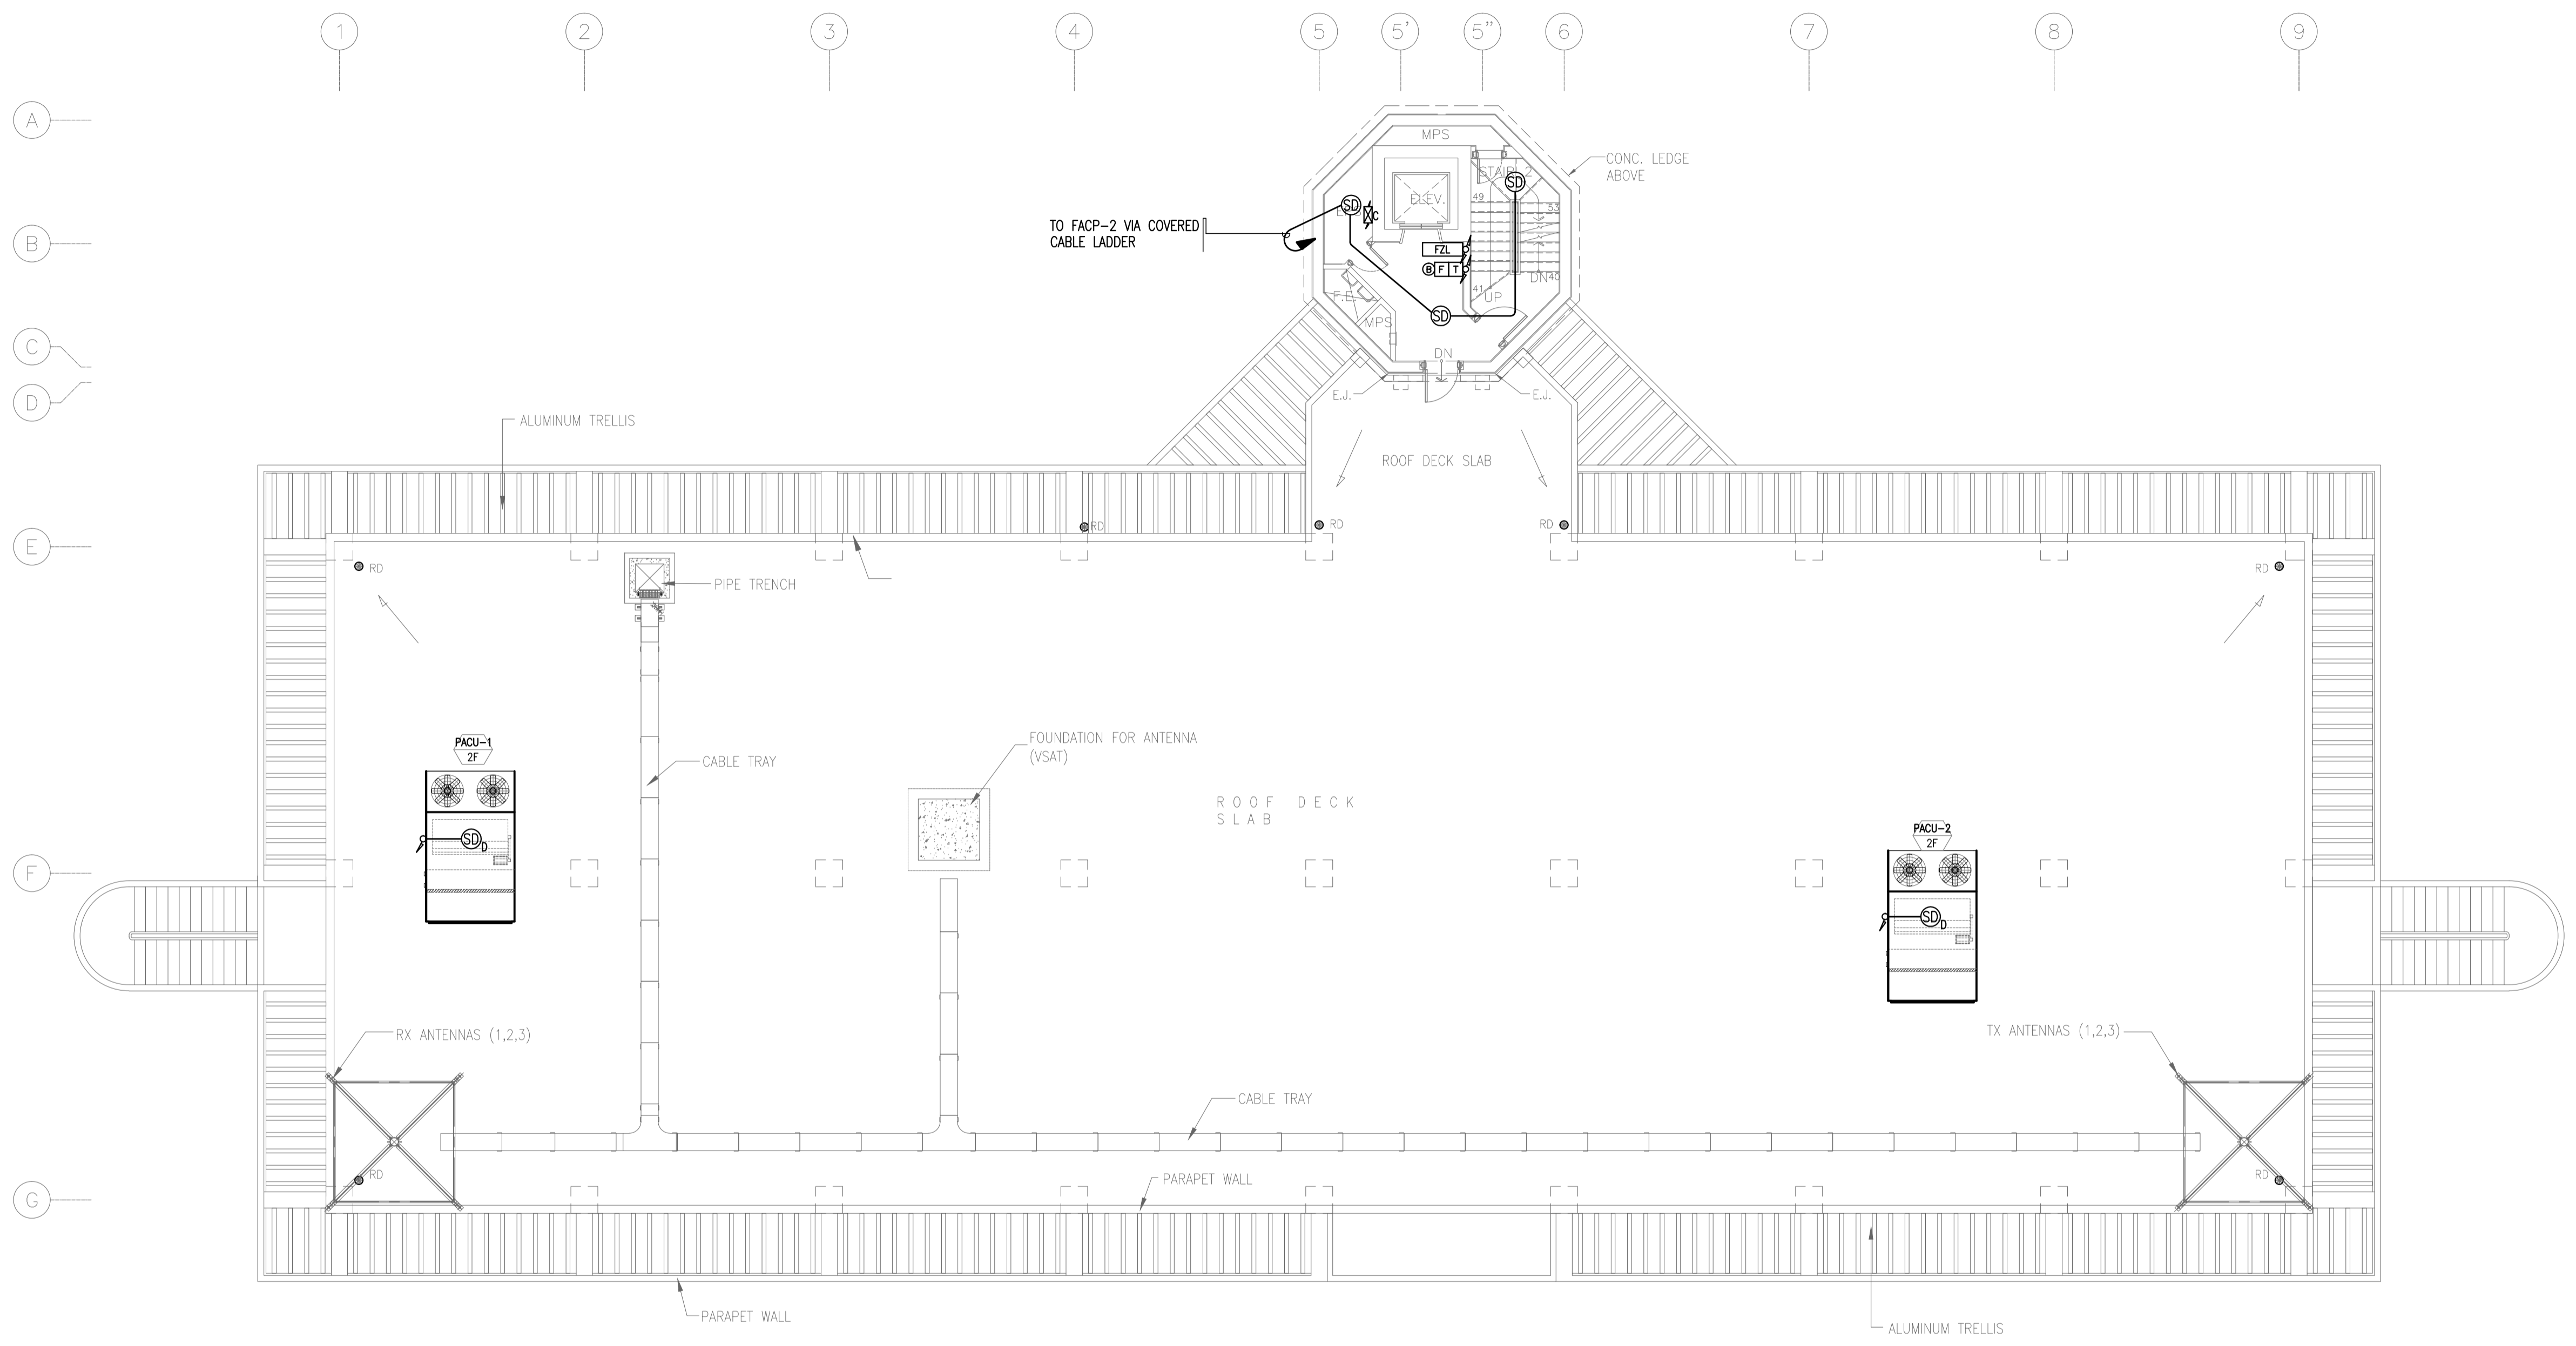 1
2
3
4
5
5'
5"
6
7
8
9
A
B
C
D
E
F
G
MPS
CONC. LEDGE
ABOVE
STAIR 2
SD
ELEV.
49
53
SD
C
TO FACP-2 VIA COVERED
CABLE LADDER
FZL
B F T
DN 40
41
UP
F.E.
SD
MPS
DN
E.J.
E.J.
ALUMINUM TRELLIS
ROOF DECK SLAB
RD
RD
RD
RD
RD
PIPE TRENCH
PACU-1
2F
FOUNDATION FOR ANTENNA
(VSAT)
CABLE TRAY
ROOF DECK
SLAB
PACU-2
2F
SD
D
SD
D
RX ANTENNAS (1,2,3)
TX ANTENNAS (1,2,3)
CABLE TRAY
RD
PARAPET WALL
RD
PARAPET WALL
ALUMINUM TRELLIS